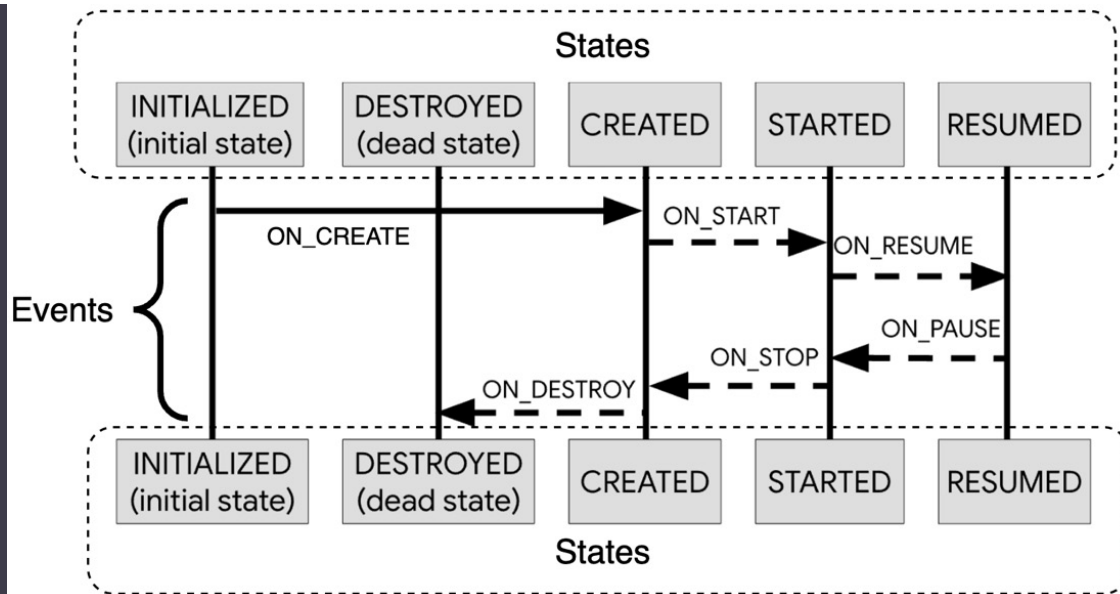 States
INITIALIZED
(initial state)
DESTROYED
(dead state)
CREATED
STARTED
RESUMED
ON_CREATE
ON_START
ON_RESUME
Events
ON_PAUSE
ON_STOP
ON_DESTROY
INITIALIZED
(initial state)
DESTROYED
(dead state)
CREATED
STARTED
RESUMED
States